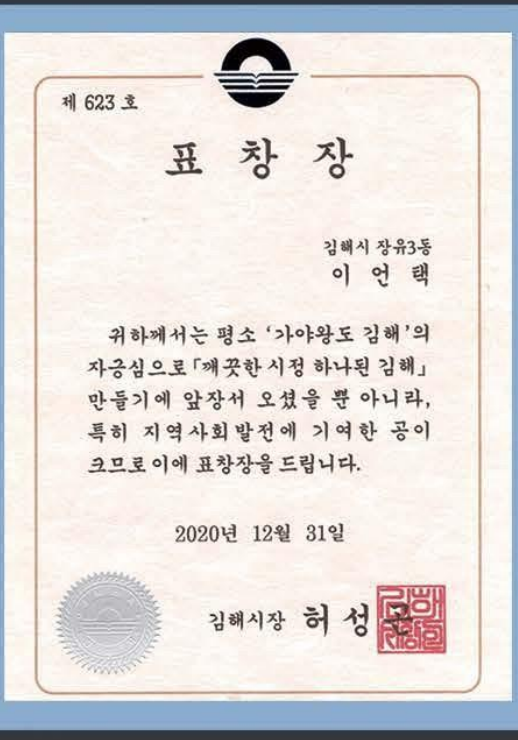 제 623 호
표 창 장
김해시 장유3동
이 언 택
귀하께서는 평소 '가야왕도 김해'의
자긍심으로 「깨끗한 시정 하나된 김해」
만들기에 앞장서 오셨을 뿐 아니라,
특히 지역사회발전에 기여한 공이
크므로 이에 표창장을 드립니다.
2020년 12월 31일
김해시장 허 성 곤